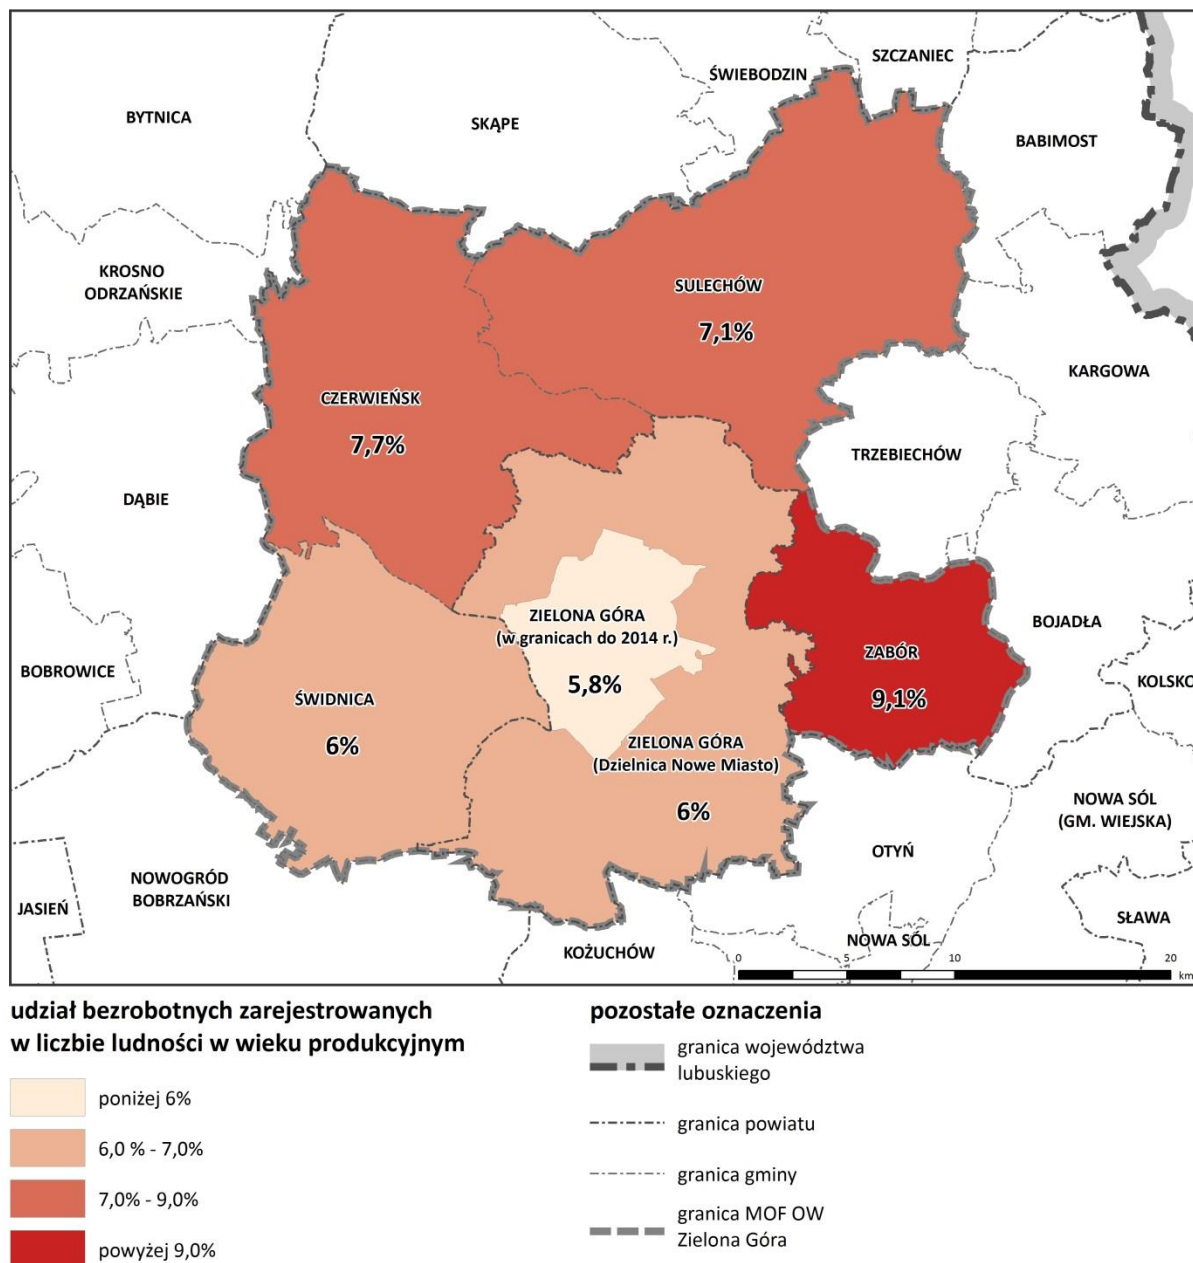 SZCZANIEC
ŚWIEBODZIN
BYTNICA
SKĄPE
BABIMOST
KROSNO
ODRZAŃSKIE
SULECHÓW
7,1%
KARGOWA
CZERWIEŃSK
7,7%
TRZEBIECHÓW
DĄBIE
ZIELONA GÓRA
(w granicach do 2014 r.)
5,8%
BOJADŁA
ZABÓR
9,1%
BOBROWICE
KOLSKO
ŚWIDNICA
6%
ZIELONA GÓRA
(Dzielnica Nowe Miasto)
6%
NOWA SÓL
(GM. WIEJSKA)
OTYŃ
NOWOGRÓD
BOBRZAŃSKI
JASIEŃ
SŁAWA
KOŻUCHÓW
NOWA SÓL
0 5 10 20
km
udział bezrobotnych zarejestrowanych
w liczbie ludności w wieku produkcyjnym
poniżej 6%
6,0 % - 7,0%
7,0% - 9,0%
powyżej 9,0%
pozostałe oznaczenia
granica województwa
lubuskiego
granica powiatu
granica gminy
granica MOF OW
Zielona Góra